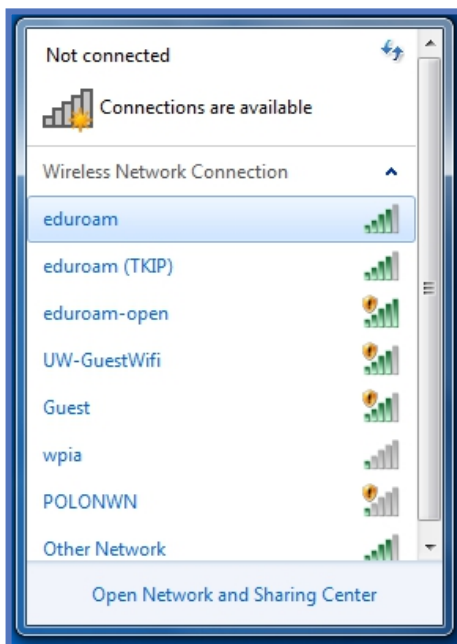 Not connected
Connections are available
Wireless Network Connection
eduroam
eduroam (TKIP)
eduroam-open
UW-GuestWifi
Guest
wpia
POLONWN
Other Network
Open Network and Sharing Center